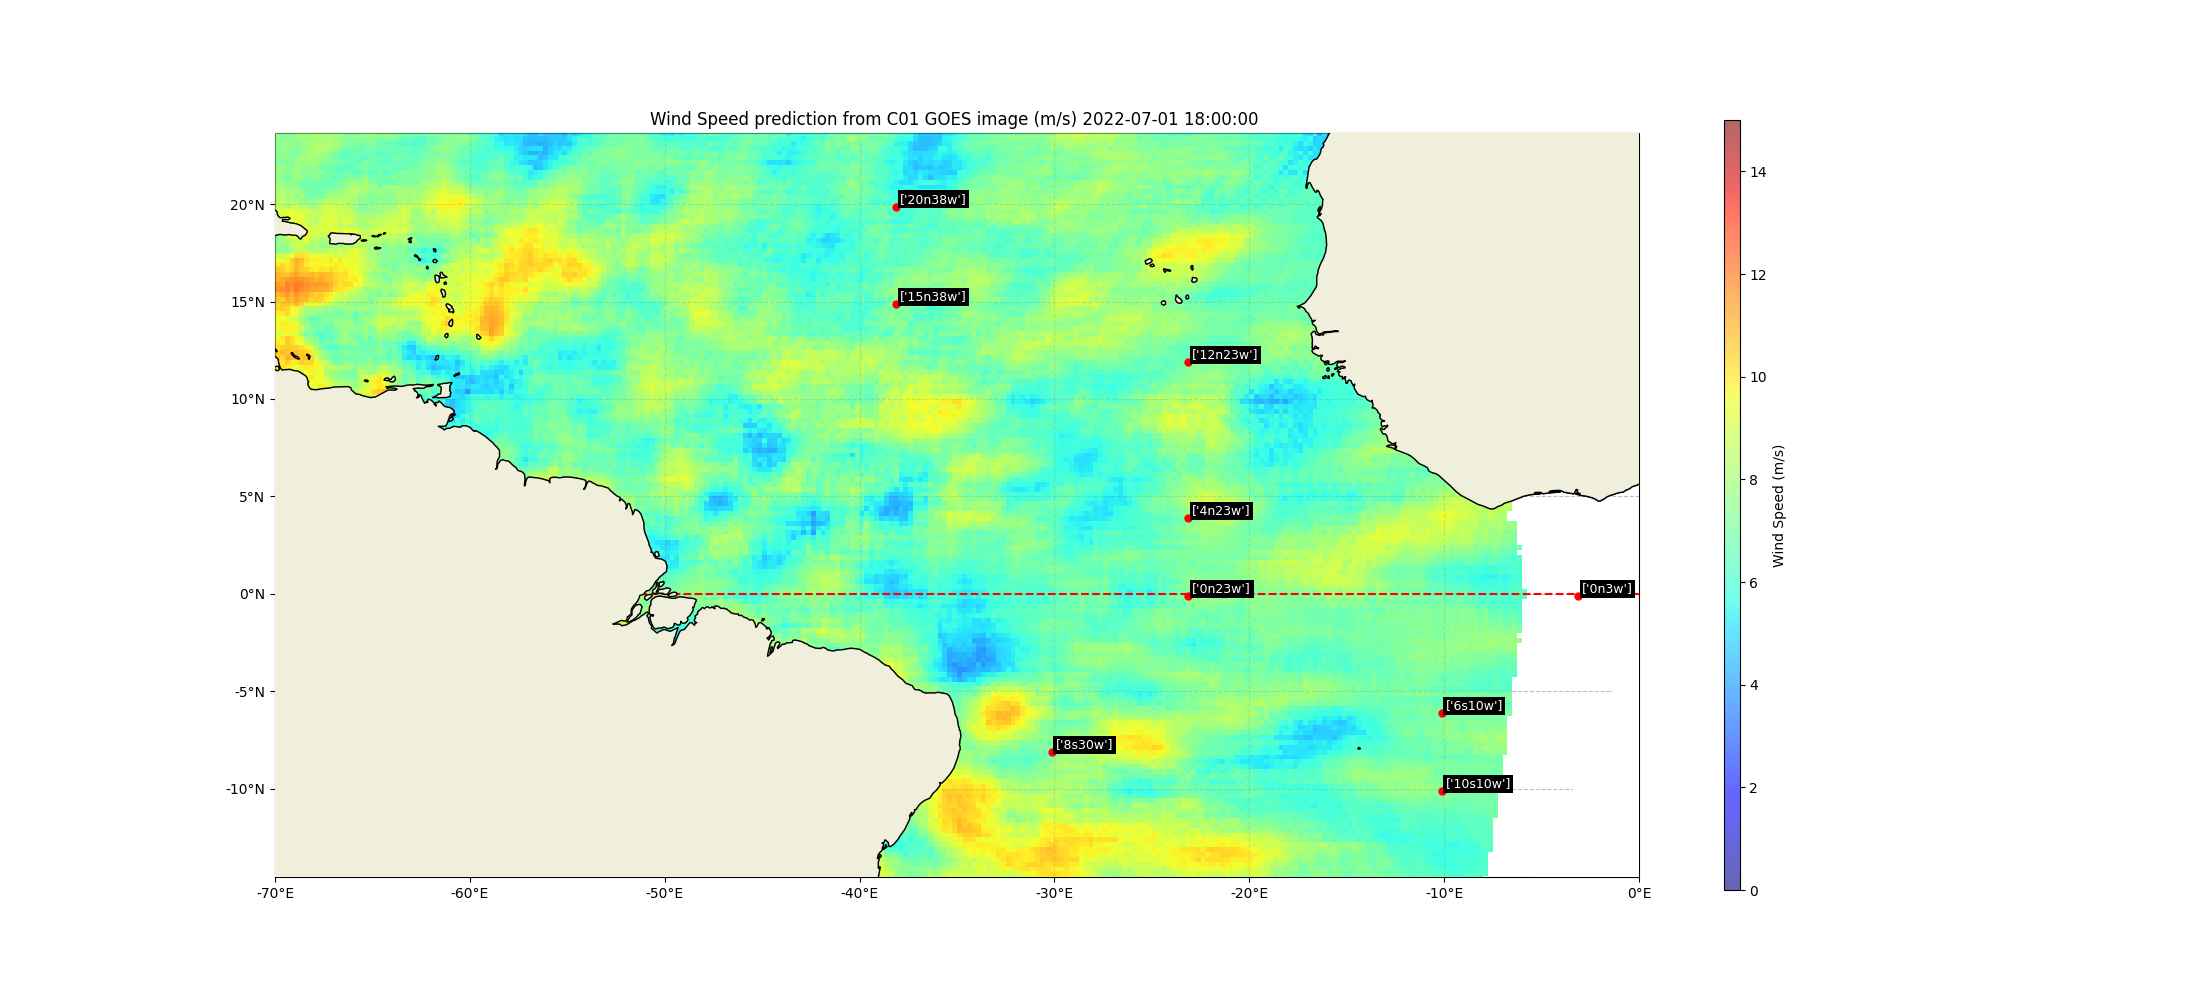 Wind Speed prediction from C01 GOES image (m/s) 2022-07-01 18:00:00
20°N
15°N
10°N
5°N
0°N
-5°N
-10°N
-70°E
-60°E
-50°E
-40°E
-30°E
-20°E
-10°E
0°E
['20n38w']
['15n38w']
['12n23w']
['4n23w']
['0n23w']
['0n3w']
['6s10w']
['8s30w']
['10s10w']
14
12
10
8
6
4
2
0
Wind Speed (m/s)